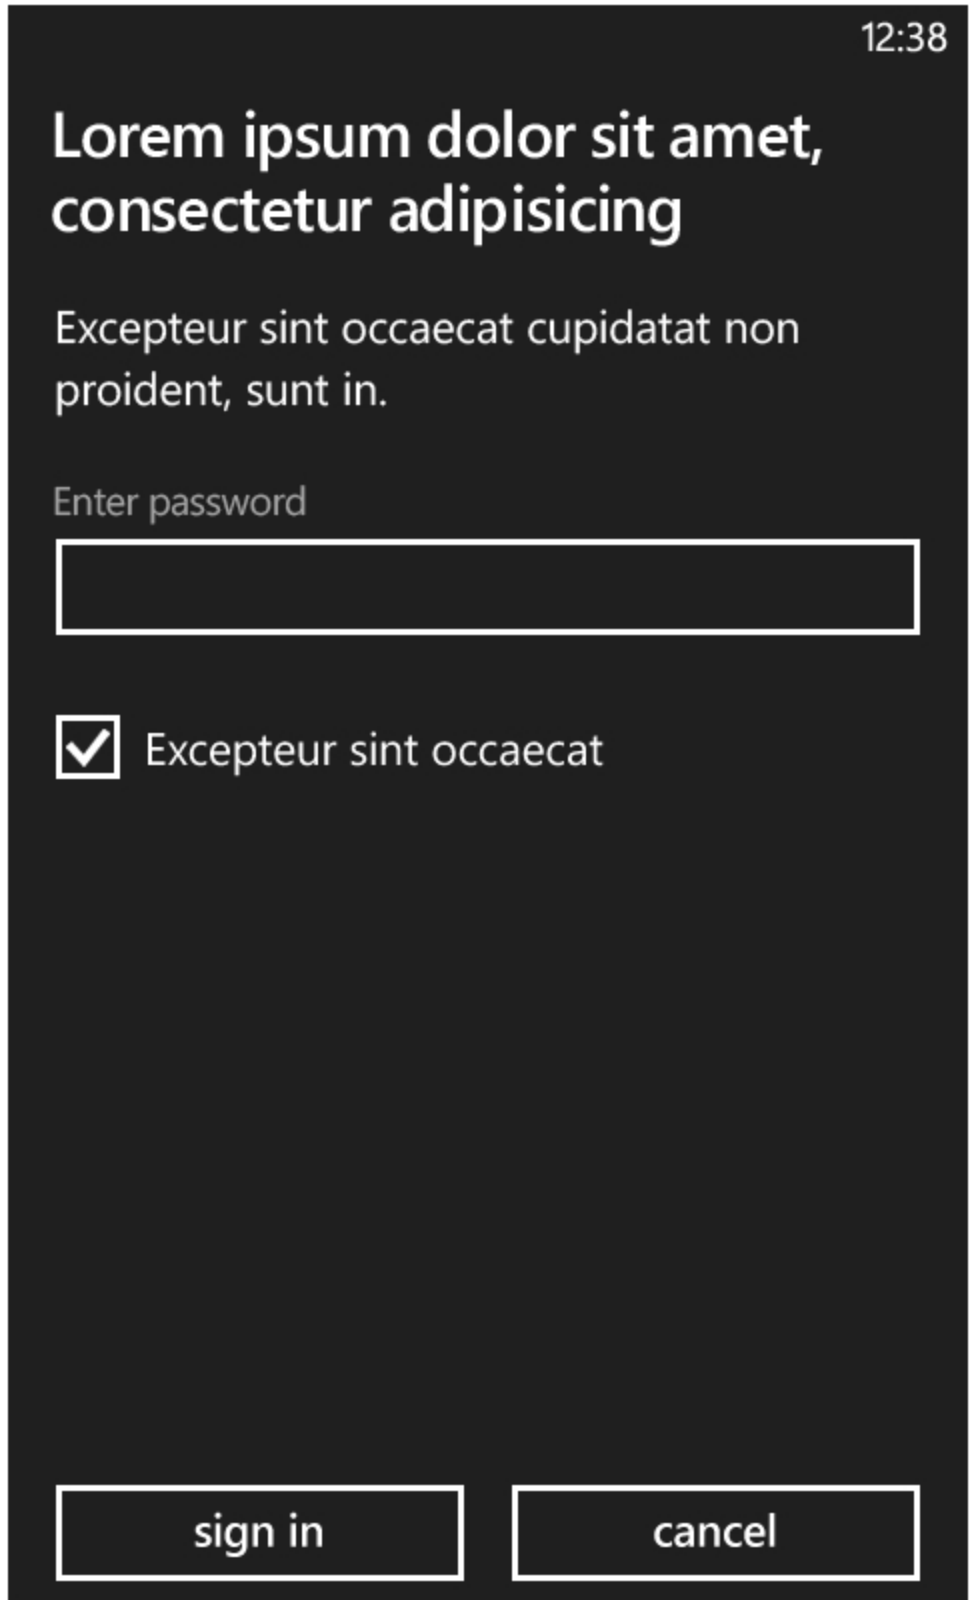 12:38
Lorem ipsum dolor sit amet,
consectetur adipisicing
Excepteur sint occaecat cupidatat non
proident, sunt in.
Enter password
Excepteur sint occaecat
sign in
cancel